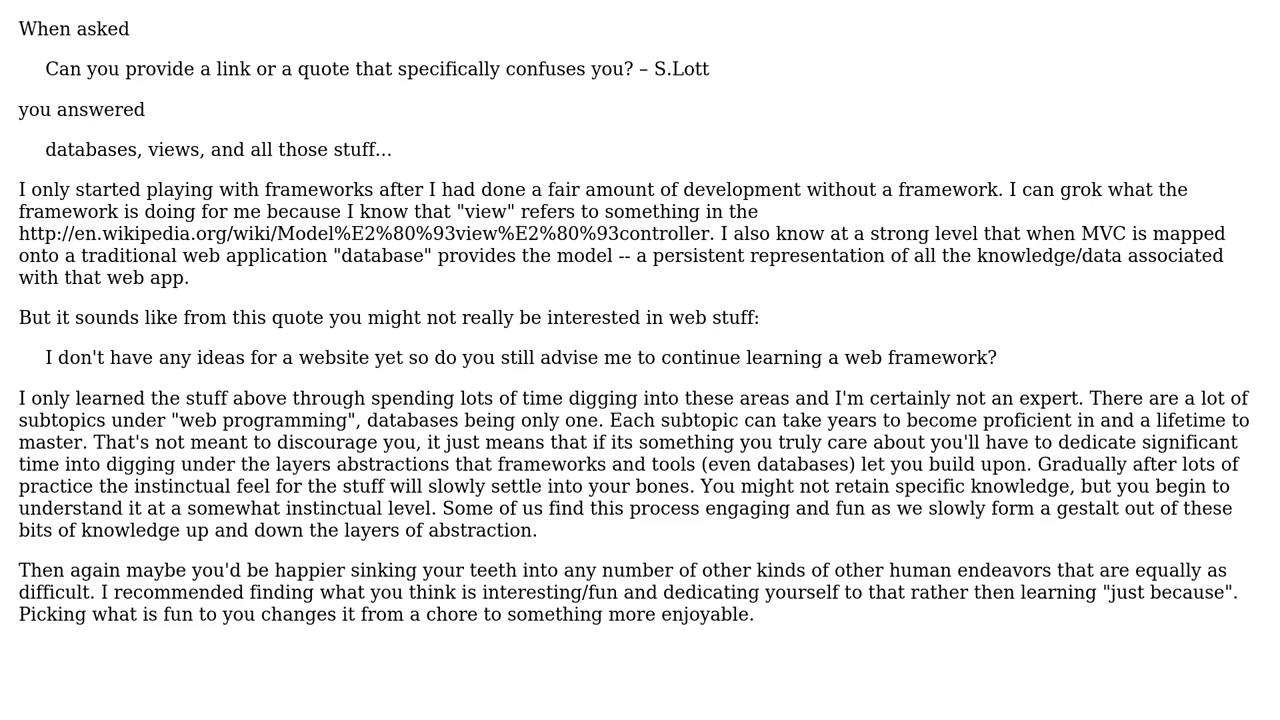 When asked
Can you provide a link or a quote that specifically confuses you? – S.Lott
you answered
databases, views, and all those stuff...
I only started playing with frameworks after I had done a fair amount of development without a framework. I can grok what the
framework is doing for me because I know that "view" refers to something in the
http://en.wikipedia.org/wiki/Model%E2%80%93view%E2%80%93controller. I also know at a strong level that when MVC is mapped
onto a traditional web application "database" provides the model -- a persistent representation of all the knowledge/data associated
with that web app.
But it sounds like from this quote you might not really be interested in web stuff:
I don't have any ideas for a website yet so do you still advise me to continue learning a web framework?
I only learned the stuff above through spending lots of time digging into these areas and I'm certainly not an expert. There are a lot of
subtopics under "web programming", databases being only one. Each subtopic can take years to become proficient in and a lifetime to
master. That's not meant to discourage you, it just means that if its something you truly care about you'll have to dedicate significant
time into digging under the layers abstractions that frameworks and tools (even databases) let you build upon. Gradually after lots of
practice the instinctual feel for the stuff will slowly settle into your bones. You might not retain specific knowledge, but you begin to
understand it at a somewhat instinctual level. Some of us find this process engaging and fun as we slowly form a gestalt out of these
bits of knowledge up and down the layers of abstraction.
Then again maybe you'd be happier sinking your teeth into any number of other kinds of other human endeavors that are equally as
difficult. I recommended finding what you think is interesting/fun and dedicating yourself to that rather then learning "just because".
Picking what is fun to you changes it from a chore to something more enjoyable.